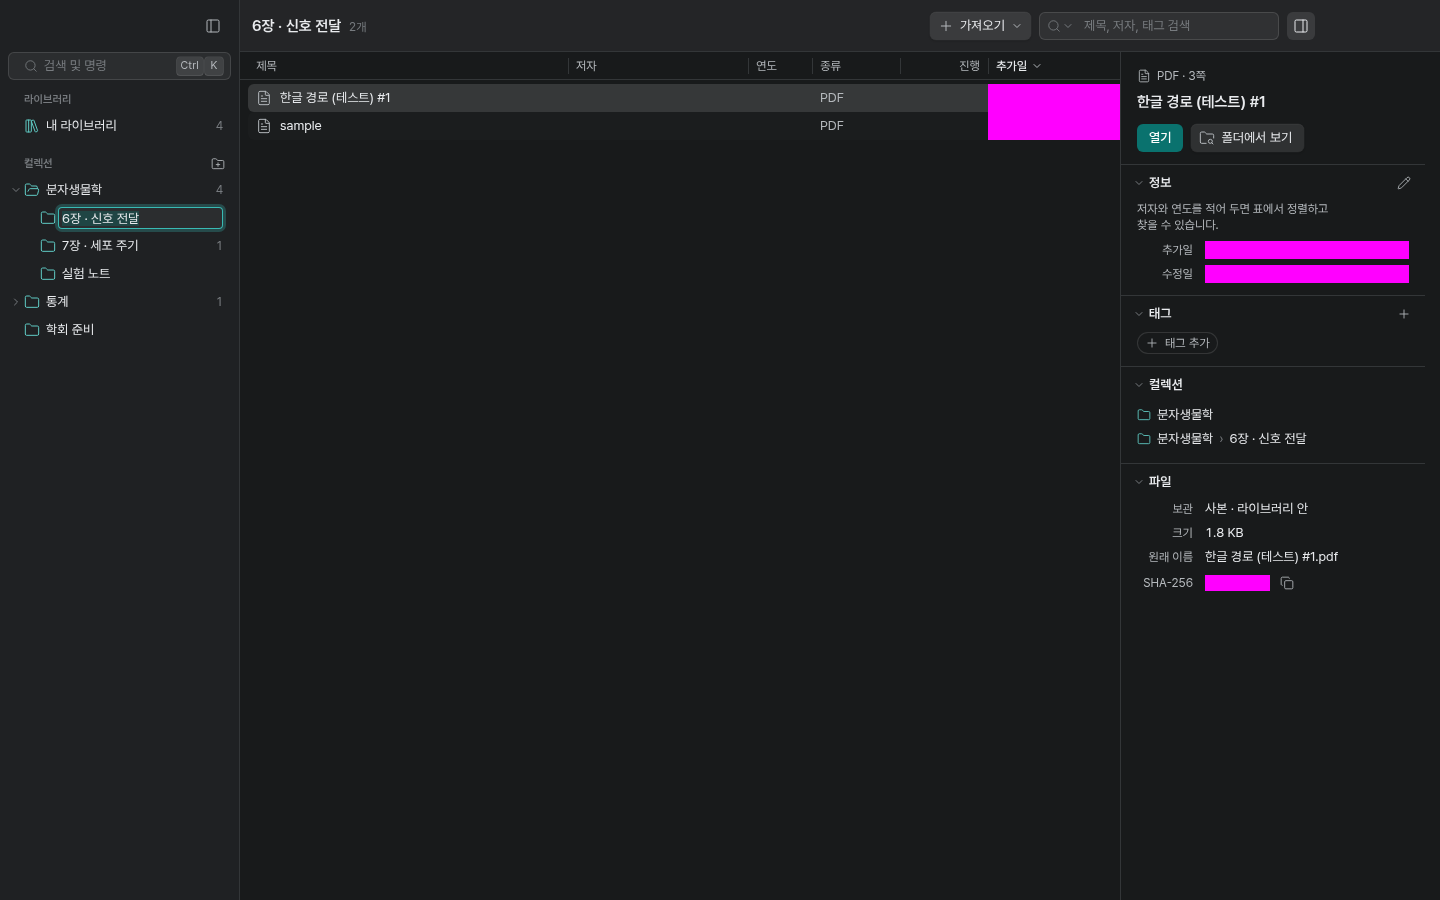 6장 · 신호 전달 2개
가져오기
제목, 저자, 태그 검색
검색 및 명령 Ctrl K
라이브러리
내 라이브러리 4
컬렉션
분자생물학 4
6장 · 신호 전달
7장 · 세포 주기 1
실험 노트
통계 1
학회 준비
제목 저자 연도 종류 진행 추가일
한글 경로 (테스트) #1 PDF
sample PDF
PDF · 3쪽
한글 경로 (테스트) #1
열기 폴더에서 보기
정보
저자와 연도를 적어 두면 표에서 정렬하고
찾을 수 있습니다.
추가일
수정일
태그
태그 추가
컬렉션
분자생물학
분자생물학 › 6장 · 신호 전달
파일
보관 사본 · 라이브러리 안
크기 1.8 KB
원래 이름 한글 경로 (테스트) #1.pdf
SHA-256